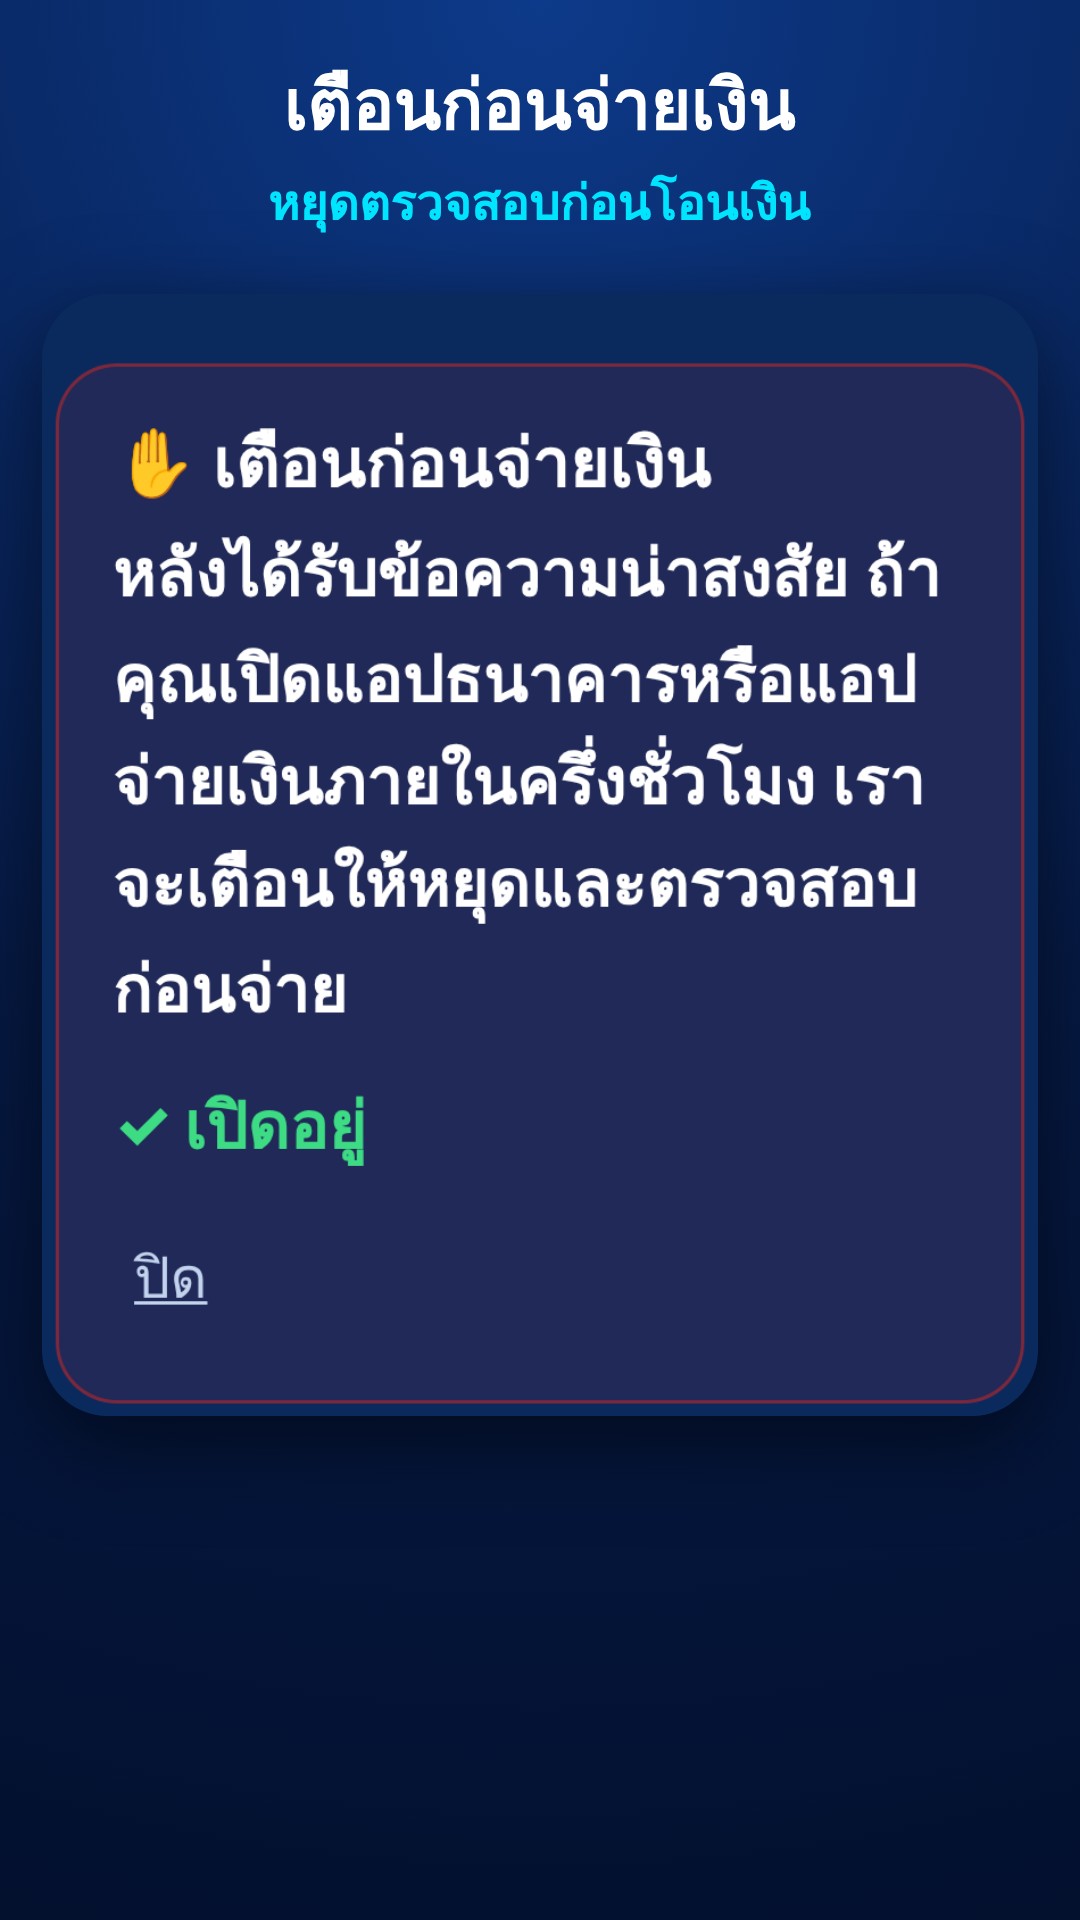 เตือนก่อนจ่ายเงิน
หยุดตรวจสอบก่อนโอนเงิน
✋ เตือนก่อนจ่ายเงิน
หลังได้รับข้อความน่าสงสัย ถ้า
คุณเปิดแอปธนาคารหรือแอป
จ่ายเงินภายในครึ่งชั่วโมง เรา
จะเตือนให้หยุดและตรวจสอบ
ก่อนจ่าย
✓ เปิดอยู่
ปิด